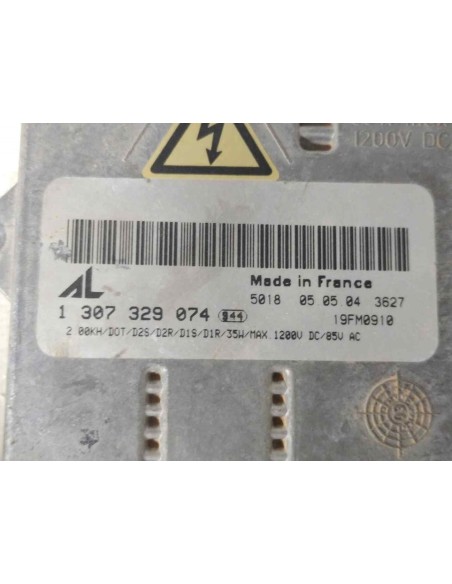 1200V DC
AL
Made in France
5018 05 05 04 3627
1 307 329 074 944
19FM0910
2 00KH/DOT/D2S/D2R/D1S/D1R/35W/MAX.1200V DC/85V AC